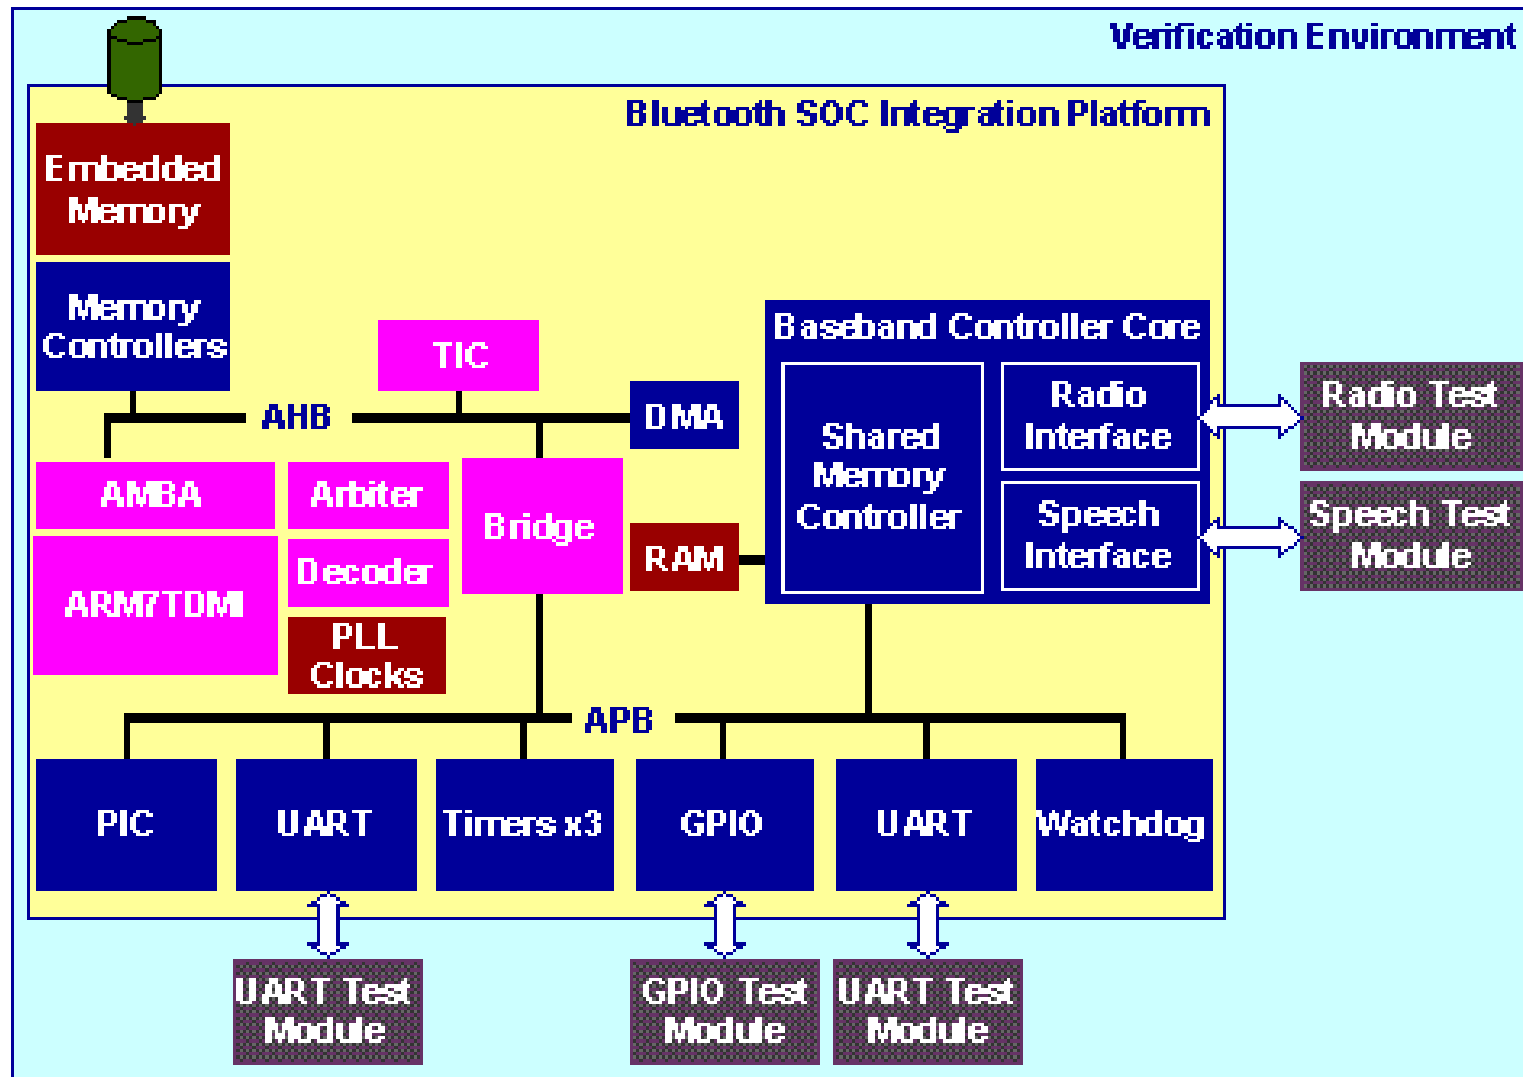 Verification Environment
Bluetooth SOC Integration Platform
Embedded
Memory
Memory
Controllers
TIC
AHB
DMA
Baseband Controller Core
Shared
Memory
Controller
Radio
Interface
Speech
Interface
Radio Test
Module
Speech Test
Module
AMBA
Arbiter
Bridge
ARM7TDMI
Decoder
RAM
PLL
Clocks
APB
PIC
UART
Timers x3
GPIO
UART
Watchdog
UART Test
Module
GPIO Test
Module
UART Test
Module